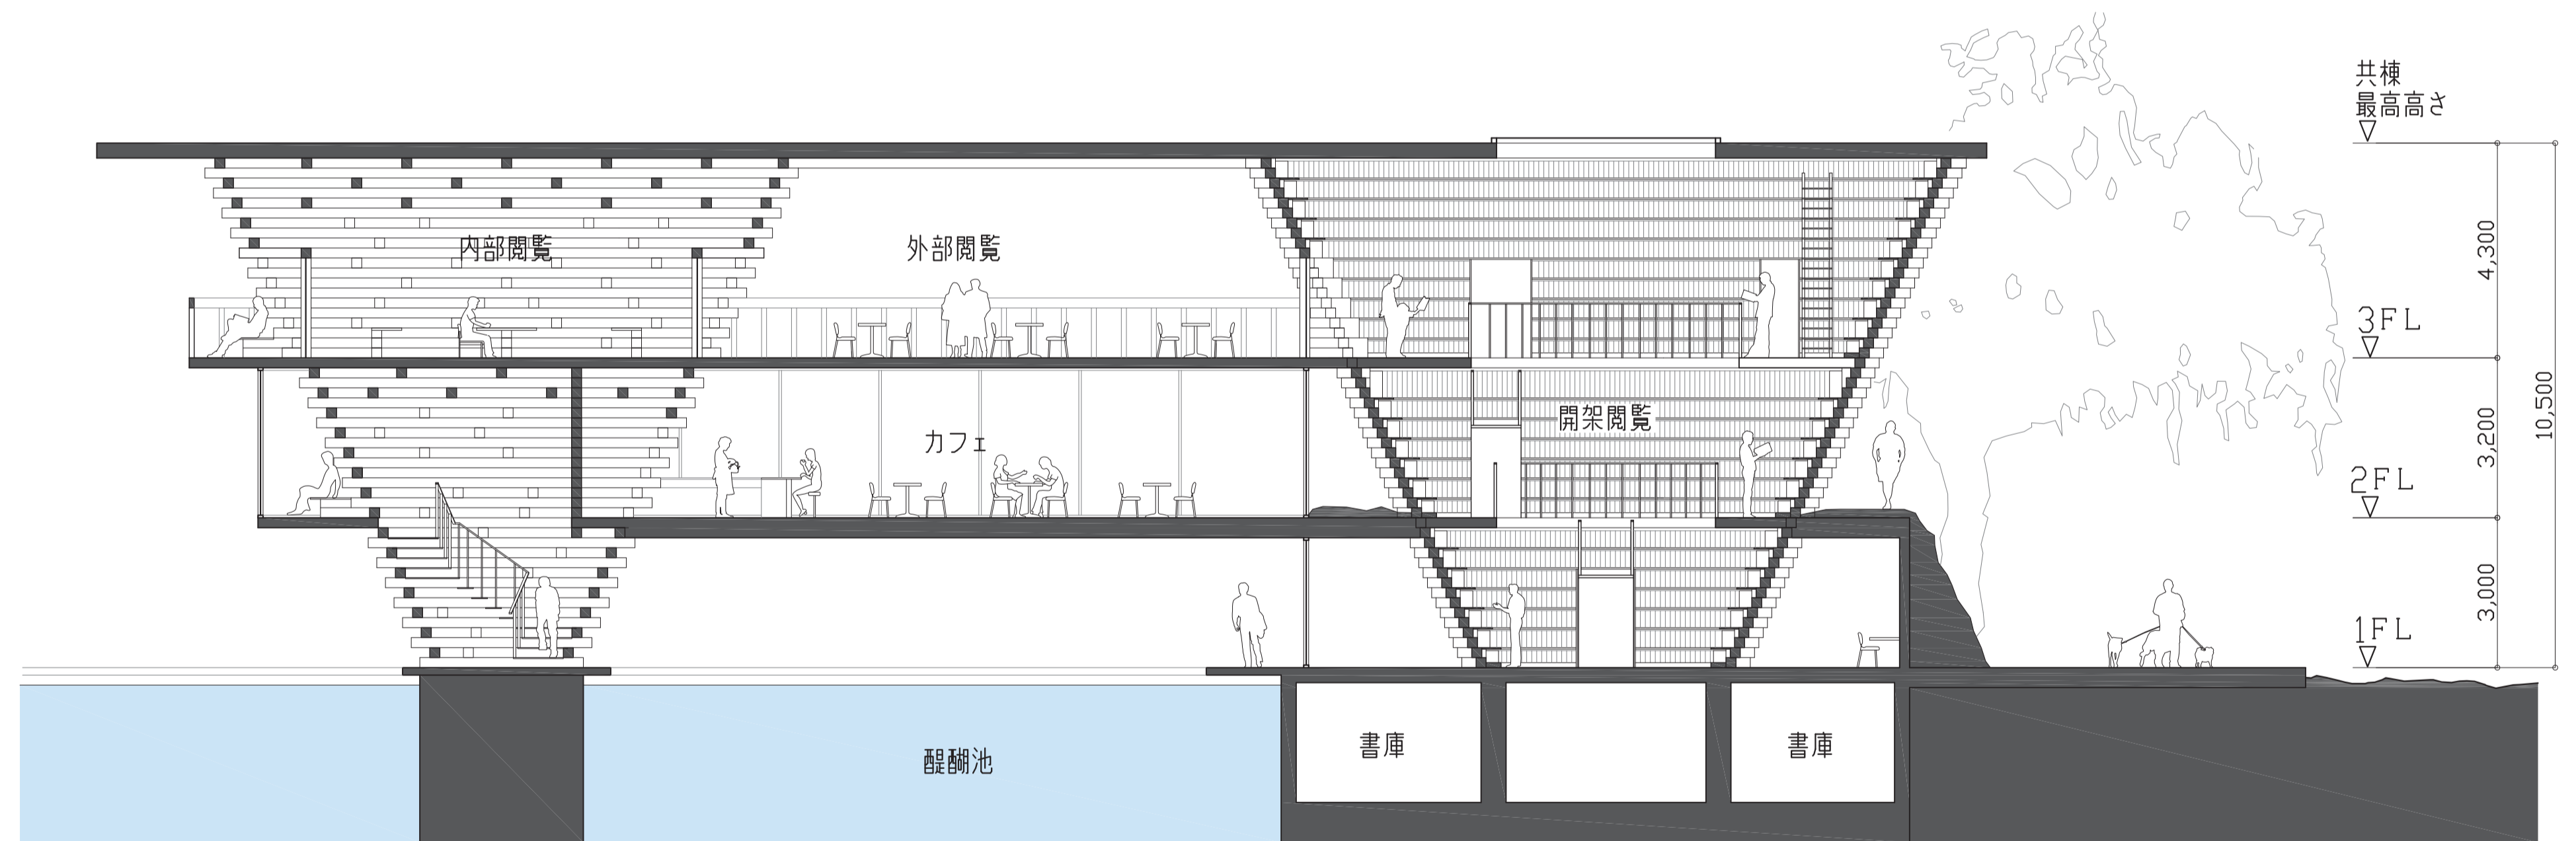 共棟
最高高さ
内部閲覧
外部閲覧
4,300
3FL
カフェ
開架閲覧
3,200
10,500
2FL
3,000
1FL
醍醐池
書庫
書庫